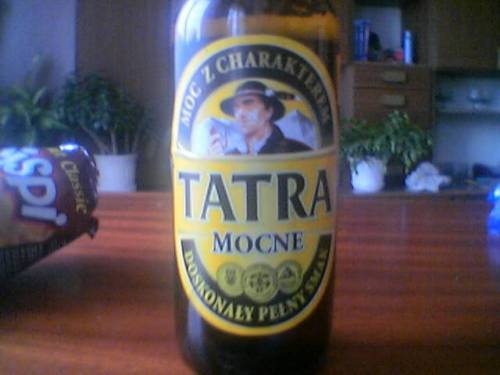 MOC Z CHARAKTEREM
TATRA
MOCNE
DOSKONAŁY PEŁNY SMAK
Classic